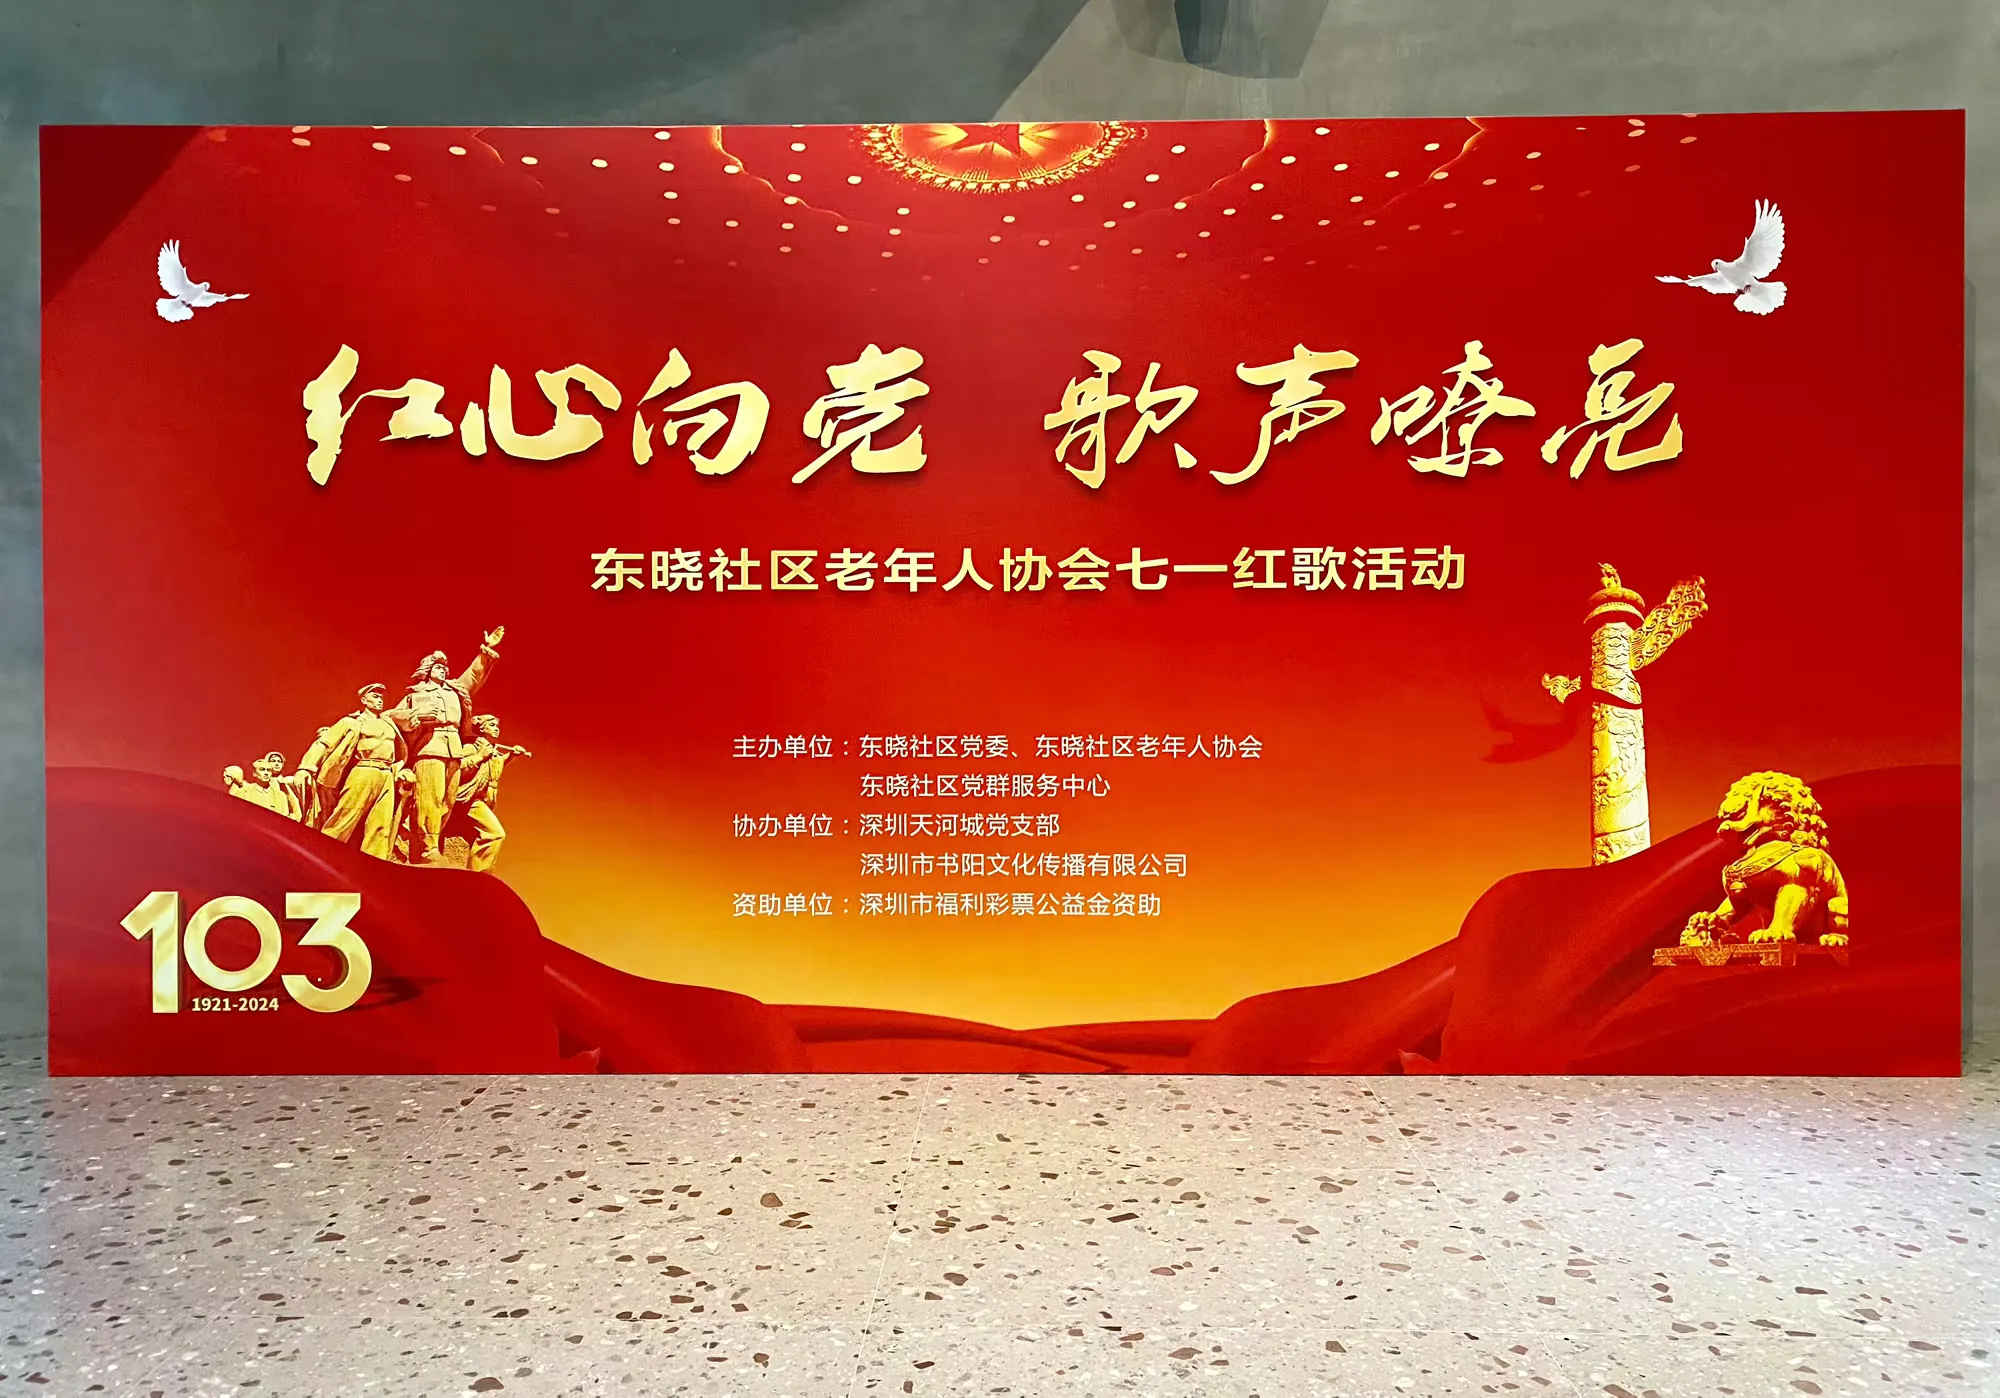 红心向党 歌声嘹亮
东晓社区老年人协会七一红歌活动
主办单位：东晓社区党委、东晓社区老年人协会
东晓社区党群服务中心
协办单位：深圳天河城党支部
深圳市书阳文化传播有限公司
资助单位：深圳市福利彩票公益金资助
103
1921-2024